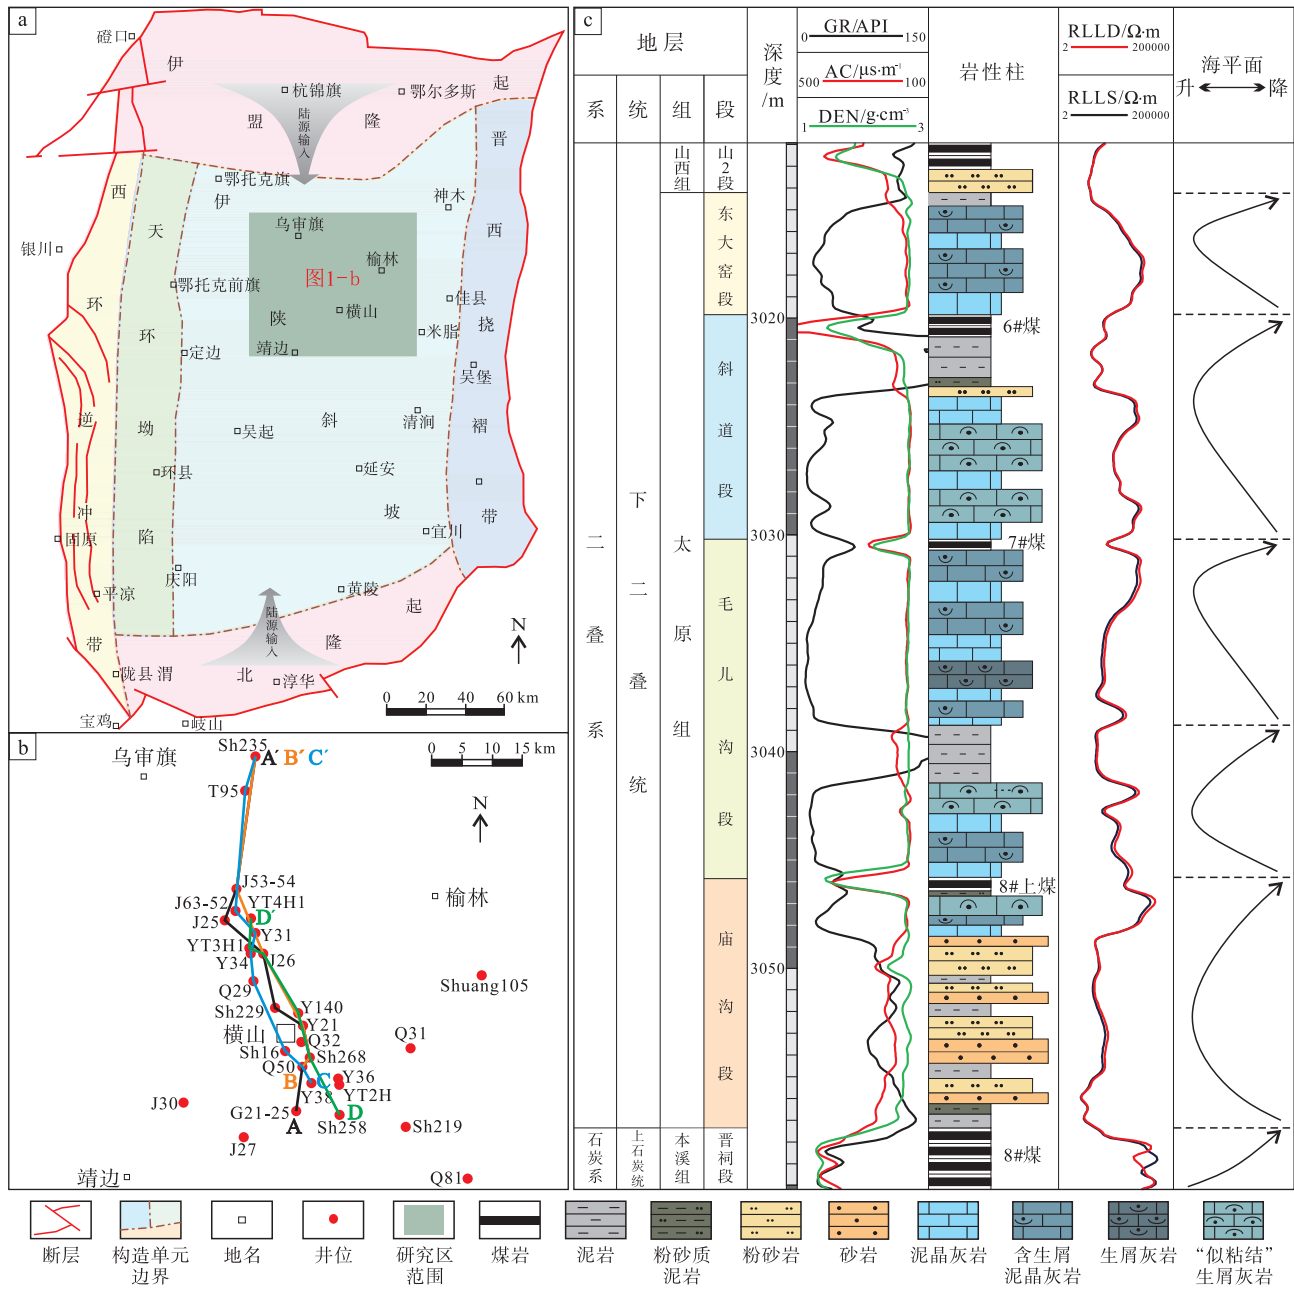 a
磴口
伊
盟
隆
起
杭锦旗
鄂尔多斯
陆源输入
鄂托克旗
伊
神木
晋
西
挠
褶
带
西
天
乌审旗
榆林
图1-b
银川
鄂托克前旗
环
环
横山
佳县
陕
米脂
定边
靖边
吴堡
逆
坳
吴起
斜
清涧
环县
延安
冲
陷
坡
固原
宜川
庆阳
平凉
黄陵
陆源输入
起
隆
带
陇县
渭
北
淳华
N
0 20 40 60 km
宝鸡
岐山
b
乌审旗
Sh235
A′ B′ C′
0 5 10 15 km
T95
N
J53-54
榆林
J63-52
YT4H1
J25
D′
Y31
YT3H1
Y34
J26
Shuang105
Q29
Sh229
Y140
Y21
横山
Q32
Q31
Sh16
Sh268
Q50
Y36
B
C
Y38
YT2H
J30
G21-25
D
A
Sh258
Sh219
J27
靖边
Q81
c
地层
深度/m
0 GR/API 150
500 AC/μs·m⁻¹ 100
1 DEN/g·cm⁻³ 3
岩性柱
RLLD/Ω·m
2 200000
RLLS/Ω·m
2 200000
海平面
升 降
系
统
组
段
二叠系
下二叠统
山西组
山2段
太原组
东大窑段
3020
6#煤
斜道段
3030
7#煤
毛儿沟段
3040
8#上煤
庙沟段
3050
石炭系
上石炭统
本溪组
晋祠段
8#煤
断层
构造单元
边界
地名
井位
研究区
范围
煤岩
泥岩
粉砂质
泥岩
粉砂岩
砂岩
泥晶灰岩
含生屑
泥晶灰岩
生屑灰岩
“似粘结”
生屑灰岩